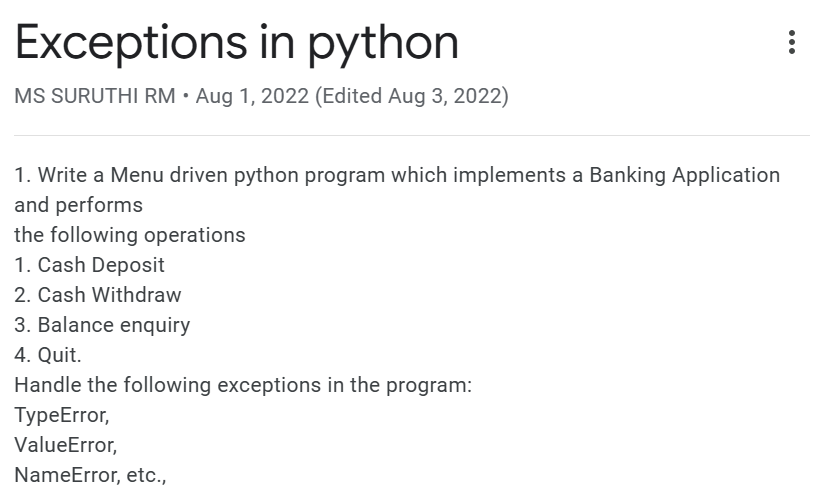 Exceptions in python
MS SURUTHI RM • Aug 1, 2022 (Edited Aug 3, 2022)
1. Write a Menu driven python program which implements a Banking Application
and performs
the following operations
1. Cash Deposit
2. Cash Withdraw
3. Balance enquiry
4. Quit.
Handle the following exceptions in the program:
TypeError,
ValueError,
NameError, etc.,